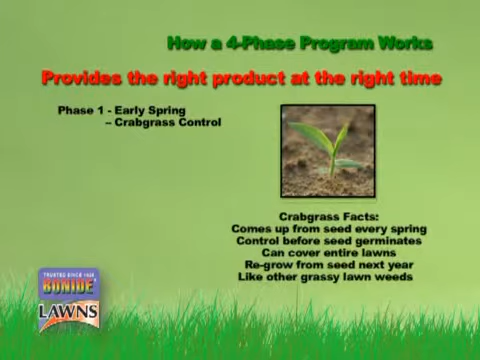 How a 4-Phase Program Works
Provides the right product at the right time
Phase 1 - Early Spring
– Crabgrass Control
Crabgrass Facts:
Comes up from seed every spring
Control before seed germinates
Can cover entire lawns
Re-grow from seed next year
Like other grassy lawn weeds
TRUSTED SINCE 1926
BONIDE
LAWNS